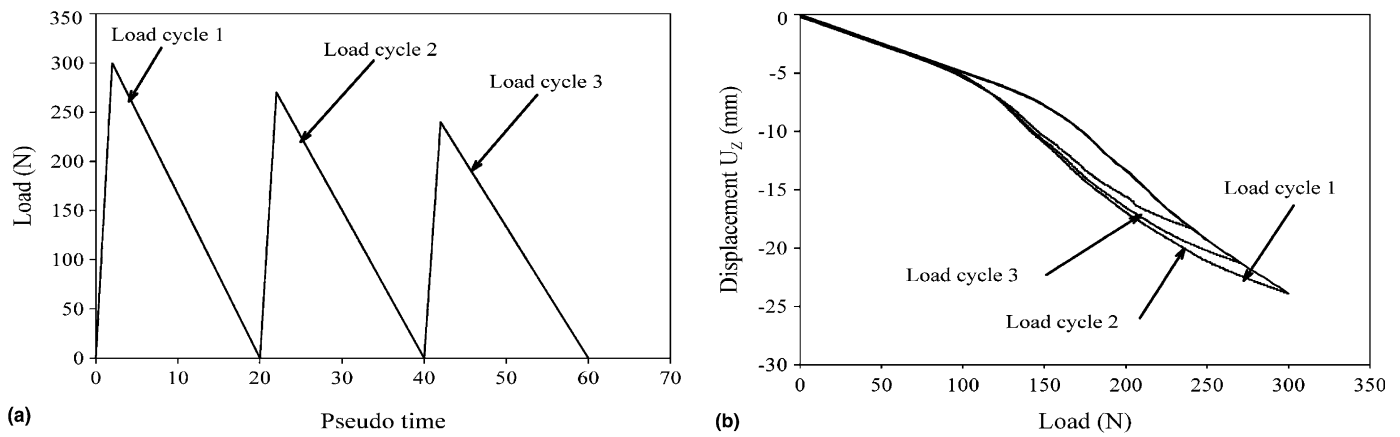 350
300
250
200
150
100
50
0
Load (N)
Load cycle 1
Load cycle 2
Load cycle 3
0 10 20 30 40 50 60 70
Pseudo time
(a)
0
-5
-10
-15
-20
-25
-30
Displacement UZ (mm)
Load cycle 1
Load cycle 3
Load cycle 2
0 50 100 150 200 250 300 350
Load (N)
(b)